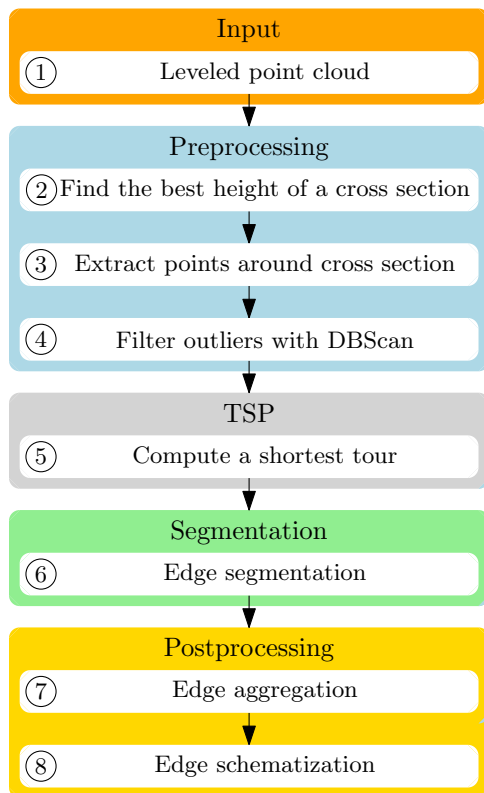 Input
1 Leveled point cloud
Preprocessing
2 Find the best height of a cross section
3 Extract points around cross section
4 Filter outliers with DBScan
TSP
5 Compute a shortest tour
Segmentation
6 Edge segmentation
Postprocessing
7 Edge aggregation
8 Edge schematization